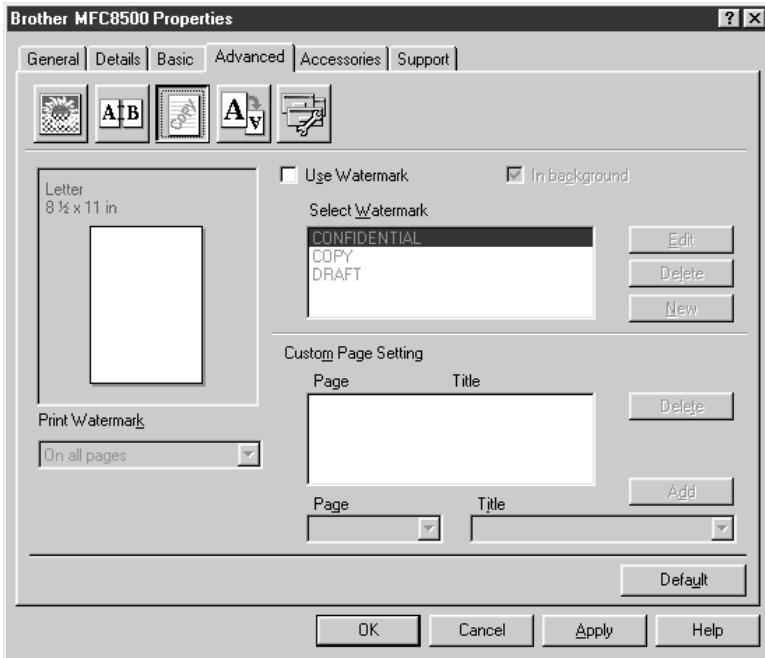 Brother MFC8500 Properties
General Details Basic Advanced Accessories Support
A B COPY A A
Letter
8 ½ x 11 in
Use Watermark In background
Select Watermark
CONFIDENTIAL
COPY
DRAFT
Edit
Delete
New
Custom Page Setting
Page Title
Delete
Print Watermark
On all pages
Add
Page Title
Default
OK Cancel Apply Help